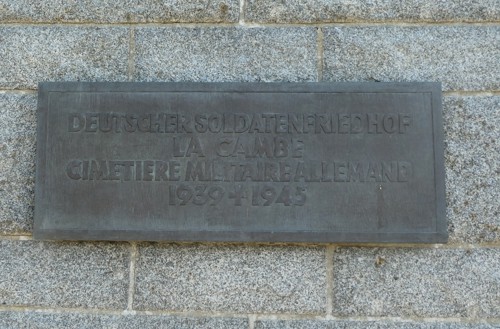 DEUTSCHER SOLDATENFRIEDHOF
LA CAMBE
CIMETIERE MILITAIRE ALLEMAND
1939 + 1945